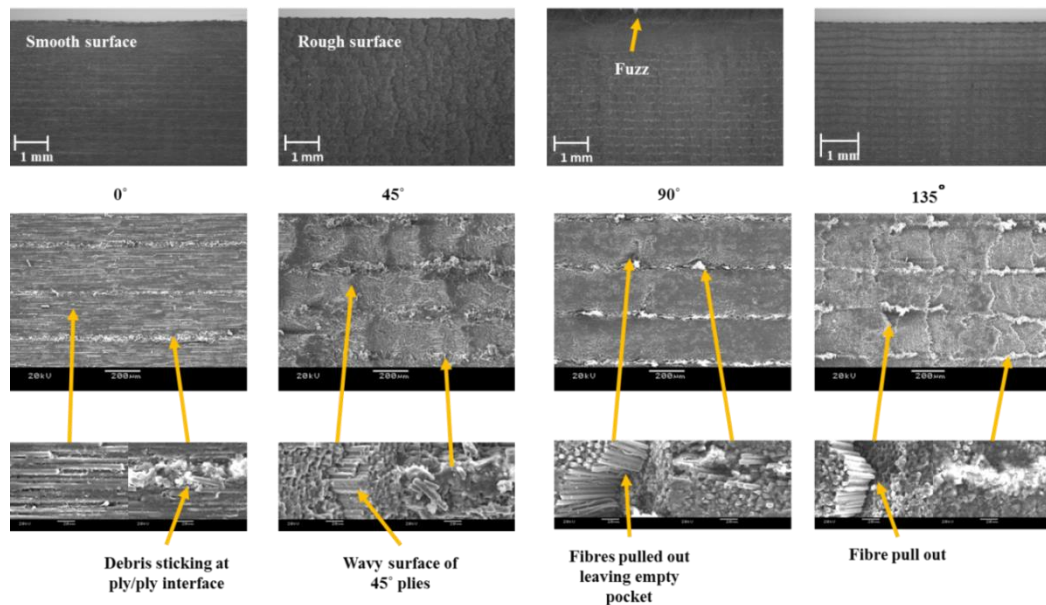 Smooth surface
Rough surface
Fuzz
1 mm
1 mm
1 mm
1 mm
0°
45°
90°
135°
20kV 200µm
20kV 200µm
20kV 200µm
20kV 200µm
Debris sticking at
ply/ply interface
Wavy surface of
45° plies
Fibres pulled out
leaving empty
pocket
Fibre pull out